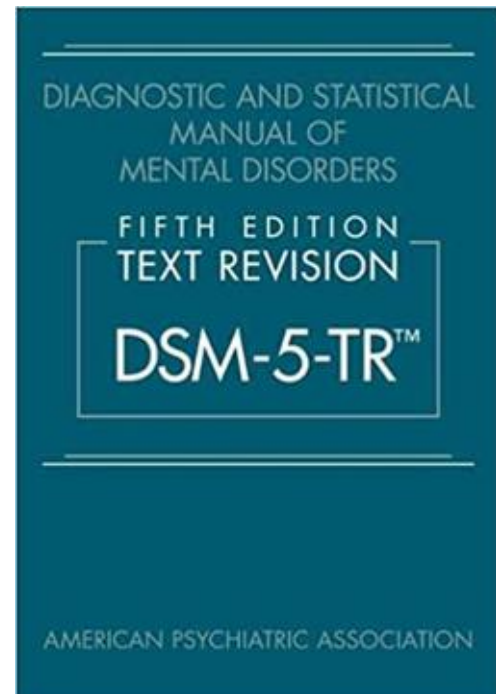 DIAGNOSTIC AND STATISTICAL
MANUAL OF
MENTAL DISORDERS
FIFTH EDITION
TEXT REVISION
DSM-5-TR™
AMERICAN PSYCHIATRIC ASSOCIATION